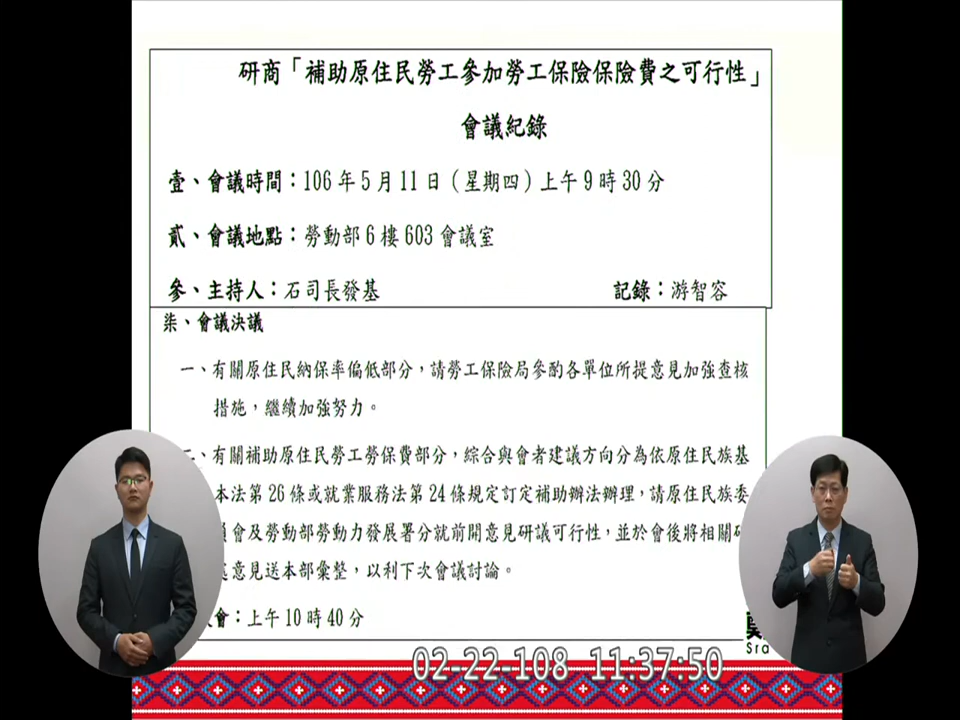 研商「補助原住民勞工參加勞工保險保險費之可行性」
會議紀錄
壹、會議時間：106年5月11日（星期四）上午9時30分
貳、會議地點：勞動部6樓603會議室
參、主持人：石司長發基 記錄：游智容
柒、會議決議
一、有關原住民納保率偏低部分，請勞工保險局參酌各單位所提意見加強查核
措施，繼續加強努力。
、有關補助原住民勞工勞保費部分，綜合與會者建議方向分為依原住民族基
本法第26條或就業服務法第24條規定訂定補助辦法辦理，請原住民族委
會及勞動部勞動力發展署分就前開意見研議可行性，並於會後將相關
意見送本部彙整，以利下次會議討論。
會：上午10時40分
Sra
02-22-108 11:37:50